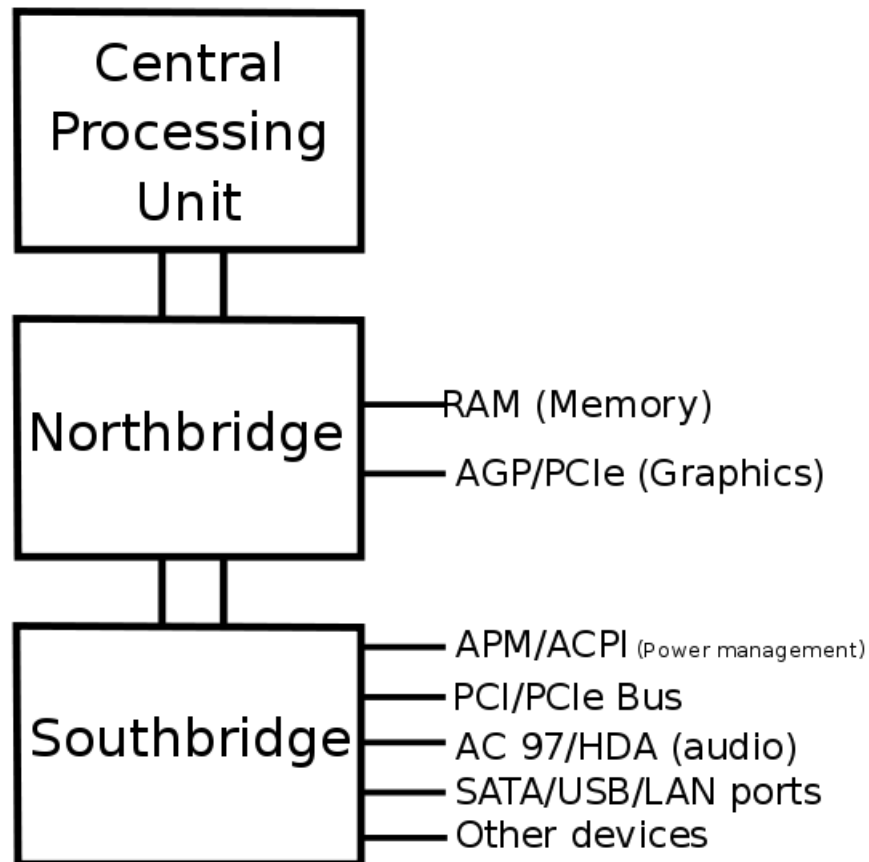 Central
Processing
Unit
Northbridge
RAM (Memory)
AGP/PCIe (Graphics)
Southbridge
APM/ACPI (Power management)
PCI/PCIe Bus
AC 97/HDA (audio)
SATA/USB/LAN ports
Other devices